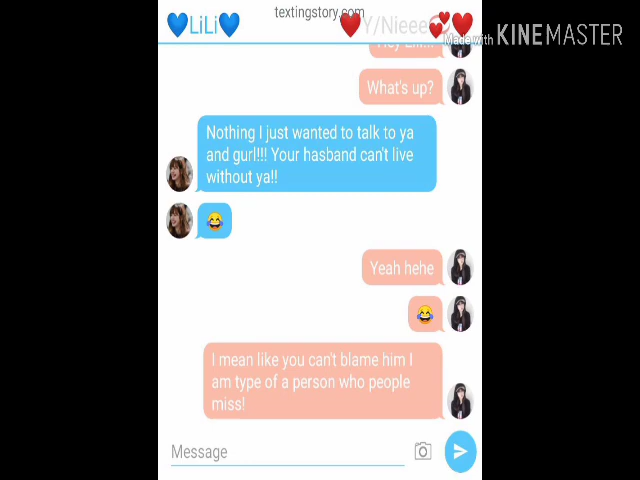 textingstory.com
💙LiLi💙
❤️Y/Nieee
Made with KINEMASTER
What's up?
Nothing I just wanted to talk to ya
and gurl!!! Your hasband can't live
without ya!!
😂
Yeah hehe
😂
I mean like you can't blame him I
am type of a person who people
miss!
Message